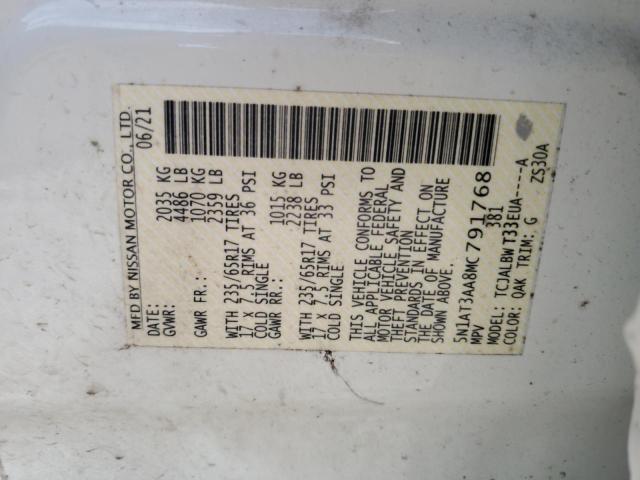 MFD BY NISSAN MOTOR CO., LTD.
DATE: 06/21
GVWR: 2035 KG
4486 LB
GAWR FR.: 1070 KG
2359 LB
WITH 235/65R17 TIRES
17 X 7.5 RIMS AT 36 PSI
COLD SINGLE
GAWR RR.: 1015 KG
2238 LB
WITH 235/65R17 TIRES
17 X 7.5 RIMS AT 33 PSI
COLD SINGLE
THIS VEHICLE CONFORMS TO
ALL APPLICABLE FEDERAL
MOTOR VEHICLE SAFETY AND
THEFT PREVENTION
STANDARDS IN EFFECT ON
THE DATE OF MANUFACTURE
5N1AT3AA8MC791768
MPV 381
MODEL: TCJALBWT33EUA----A
COLOR: QAK TRIM: G ZS30A